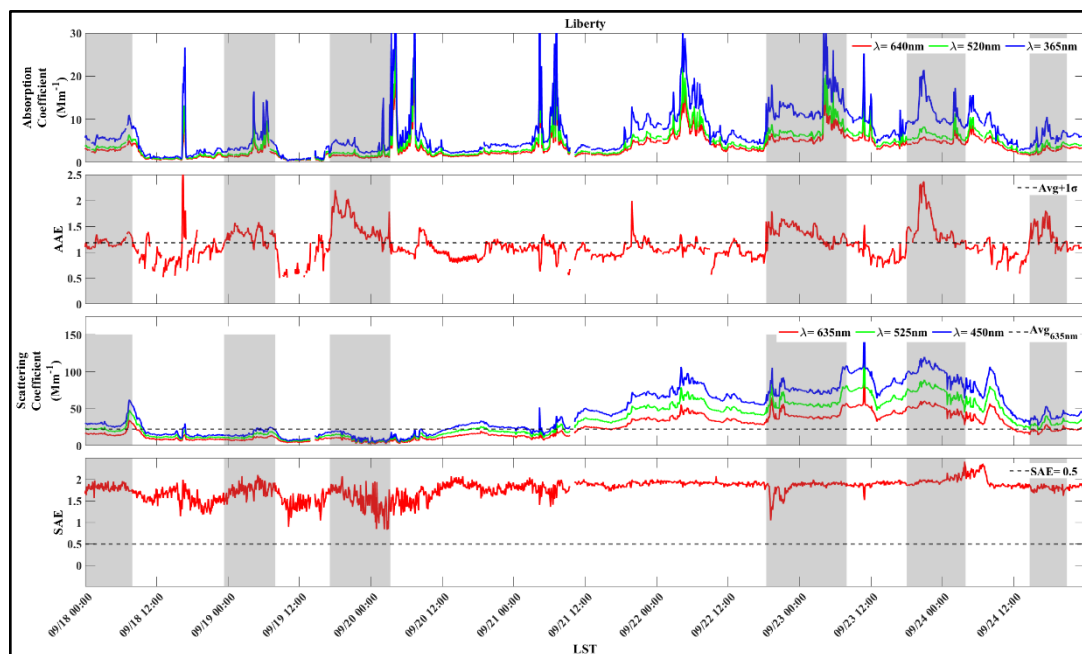 Liberty
λ= 640nm λ= 520nm λ= 365nm
30
20
10
0
Absorption
Coefficient
(Mm⁻¹)
Avg+1σ
2.5
2
1.5
1
0.5
0
AAE
λ= 635nm λ= 525nm λ= 450nm Avg635nm
150
100
50
0
Scattering
Coefficient
(Mm⁻¹)
SAE= 0.5
2
1.5
1
0.5
0
SAE
09/18 00:00 09/18 12:00 09/19 00:00 09/19 12:00 09/20 00:00 09/20 12:00 09/21 00:00 09/21 12:00 09/22 00:00 09/22 12:00 09/23 00:00 09/23 12:00 09/24 00:00 09/24 12:00
LST